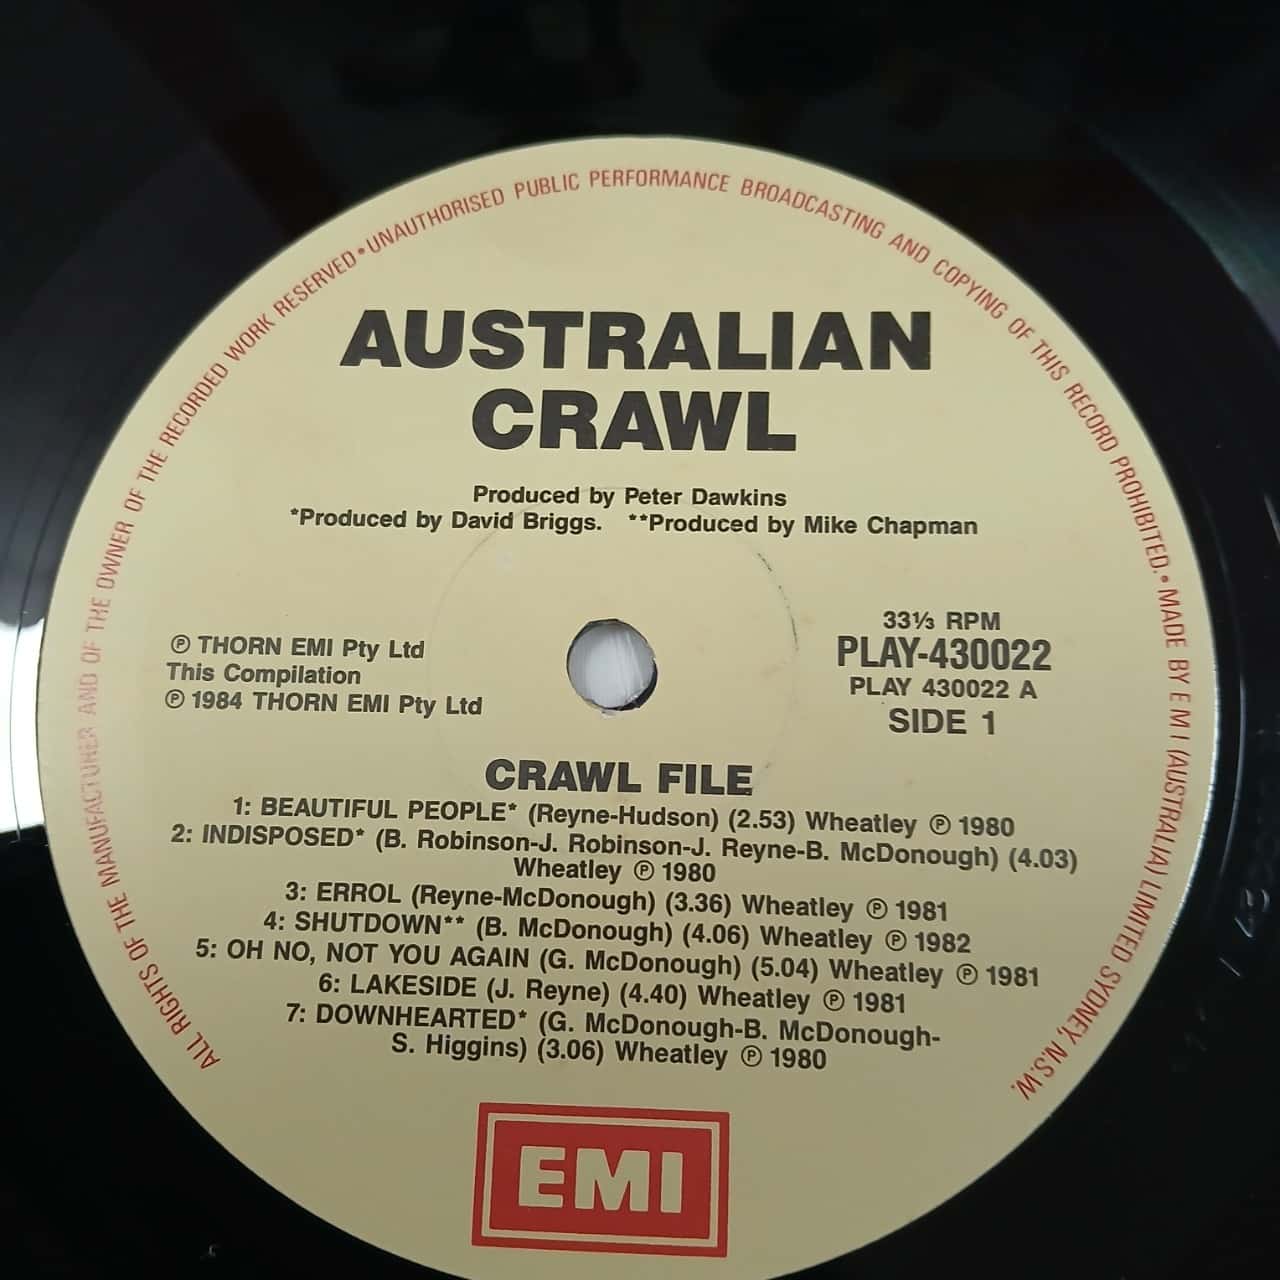 ALL RIGHTS OF THE MANUFACTURER AND OF THE OWNER OF THE RECORDED WORK RESERVED • UNAUTHORISED PUBLIC PERFORMANCE BROADCASTING AND COPYING OF THIS RECORD PROHIBITED. • MADE BY E M I (AUSTRALIA) LIMITED SYDNEY, N.S.W.
AUSTRALIAN
CRAWL
Produced by Peter Dawkins
*Produced by David Briggs. **Produced by Mike Chapman
℗ THORN EMI Pty Ltd
This Compilation
℗ 1984 THORN EMI Pty Ltd
33⅓ RPM
PLAY-430022
PLAY 430022 A
SIDE 1
CRAWL FILE
1: BEAUTIFUL PEOPLE* (Reyne-Hudson) (2.53) Wheatley ℗ 1980
2: INDISPOSED* (B. Robinson-J. Robinson-J. Reyne-B. McDonough) (4.03)
Wheatley ℗ 1980
3: ERROL (Reyne-McDonough) (3.36) Wheatley ℗ 1981
4: SHUTDOWN** (B. McDonough) (4.06) Wheatley ℗ 1982
5: OH NO, NOT YOU AGAIN (G. McDonough) (5.04) Wheatley ℗ 1981
6: LAKESIDE (J. Reyne) (4.40) Wheatley ℗ 1981
7: DOWNHEARTED* (G. McDonough-B. McDonough-
S. Higgins) (3.06) Wheatley ℗ 1980
EMI